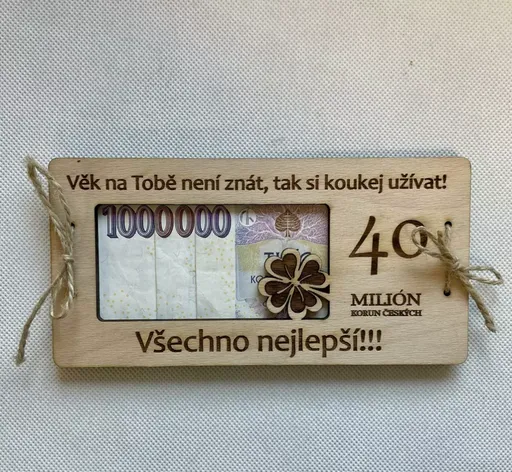 Věk na Tobě není znát, tak si koukej užívat!
1000000
40
MILIÓN
KORUN ČESKÝCH
Všechno nejlepší!!!